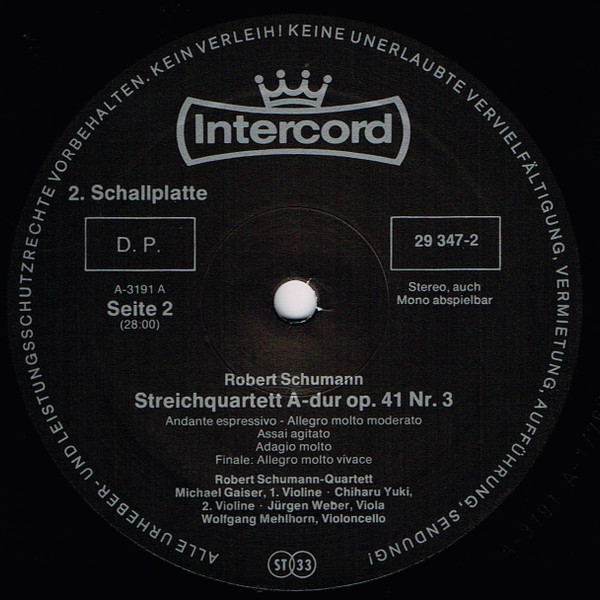 ALLE URHEBER- UND LEISTUNGSSCHUTZRECHTE VORBEHALTEN. KEIN VERLEIH! KEINE UNERLAUBTE VERVIELFÄLTIGUNG, VERMIETUNG, AUFFÜHRUNG, SENDUNG!
Intercord
2. Schallplatte
D. P.
29 347-2
A-3191 A
Seite 2
(28:00)
Stereo, auch
Mono abspielbar
Robert Schumann
Streichquartett A-dur op. 41 Nr. 3
Andante espressivo - Allegro molto moderato
Assai agitato
Adagio molto
Finale: Allegro molto vivace
Robert Schumann-Quartett
Michael Gaiser, 1. Violine · Chiharu Yuki,
2. Violine · Jürgen Weber, Viola
Wolfgang Mehlhorn, Violoncello
ST 33